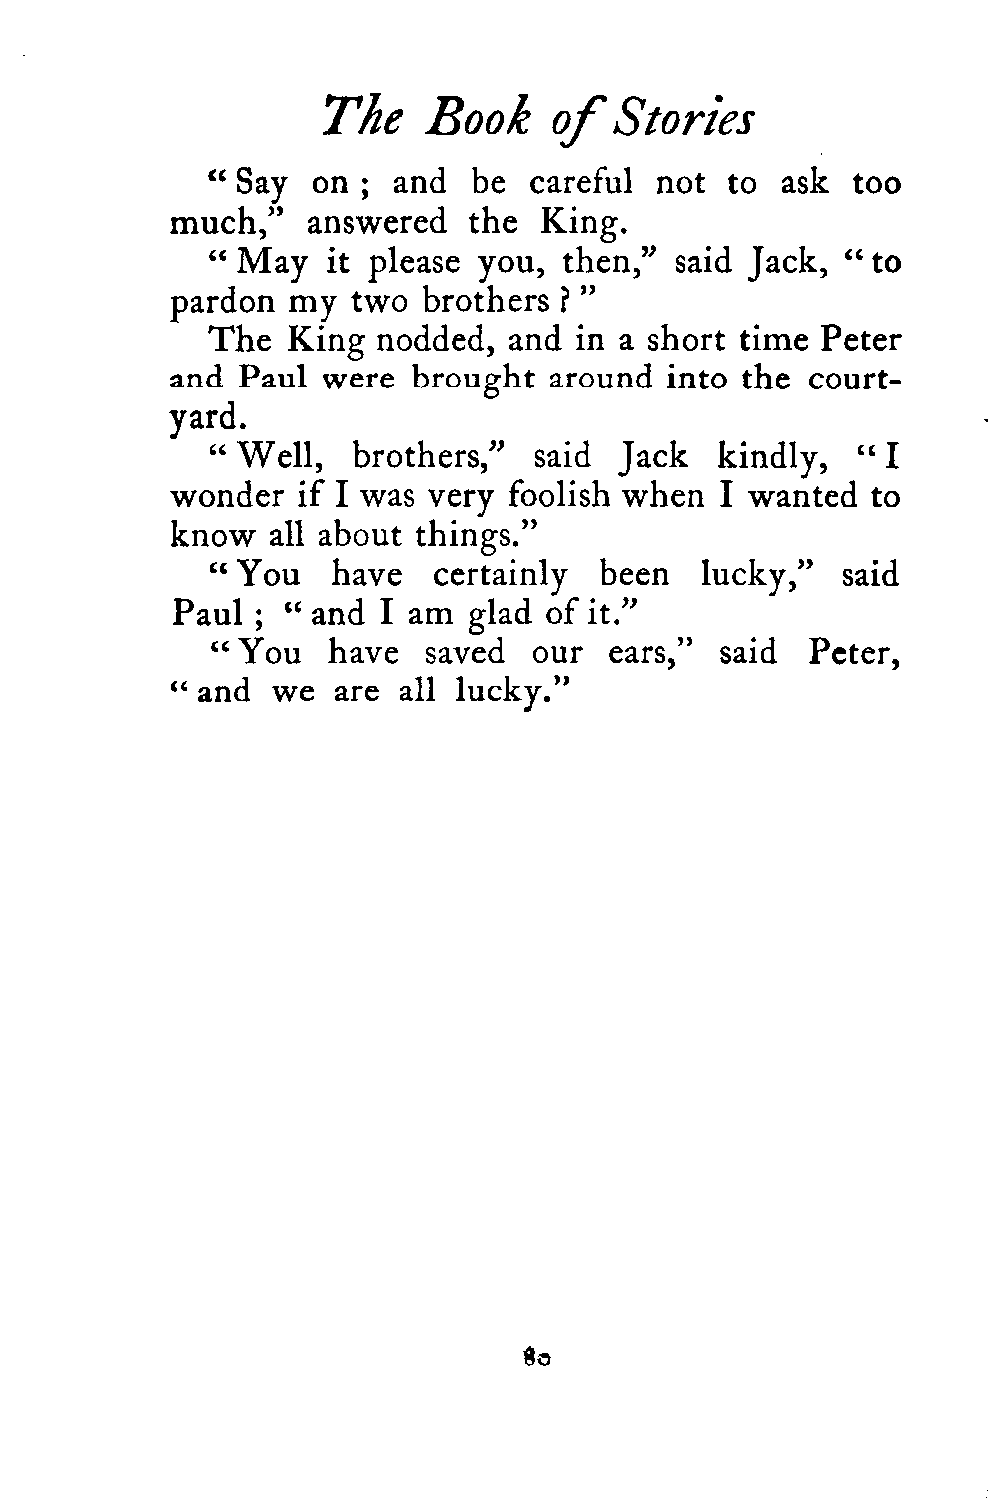 The Book of Stories
“ Say on ; and be careful not to ask too
much,” answered the King.
“ May it please you, then,” said Jack, “ to
pardon my two brothers ? ”
The King nodded, and in a short time Peter
and Paul were brought around into the court-
yard.
“ Well, brothers,” said Jack kindly, “ I
wonder if I was very foolish when I wanted to
know all about things.”
“ You have certainly been lucky,” said
Paul ; “ and I am glad of it.”
“ You have saved our ears,” said Peter,
“ and we are all lucky.”
80